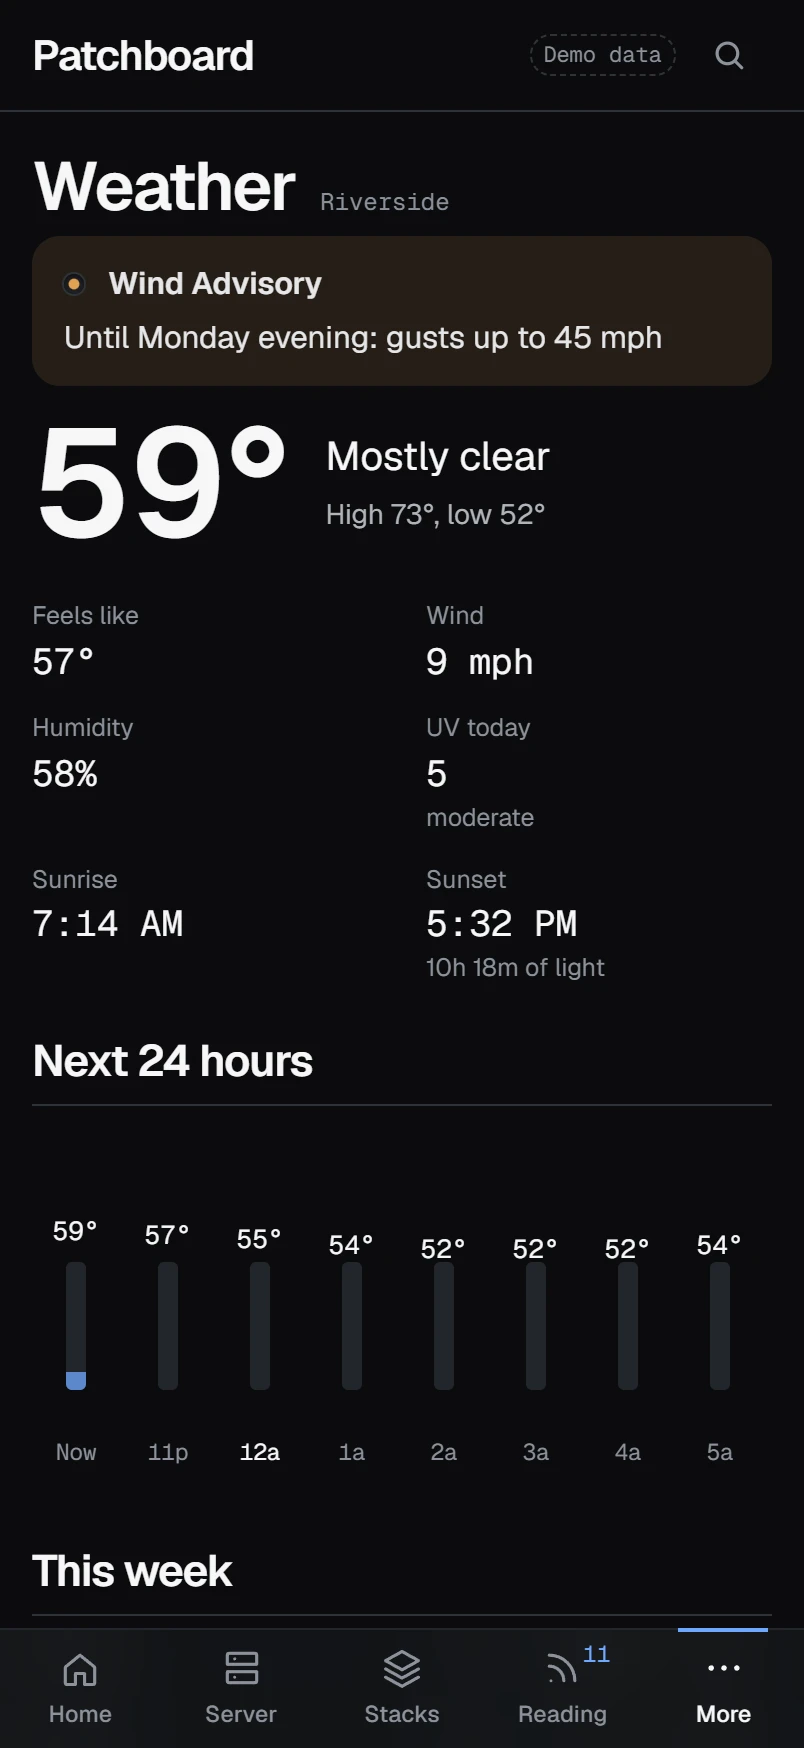 Patchboard
Demo data
Weather Riverside
Wind Advisory
Until Monday evening: gusts up to 45 mph
59°
Mostly clear
High 73°, low 52°
Feels like
57°
Wind
9 mph
Humidity
58%
UV today
5
moderate
Sunrise
7:14 AM
Sunset
5:32 PM
10h 18m of light
Next 24 hours
59° 57° 55° 54° 52° 52° 52° 54°
Now 11p 12a 1a 2a 3a 4a 5a
This week
11
Home Server Stacks Reading More